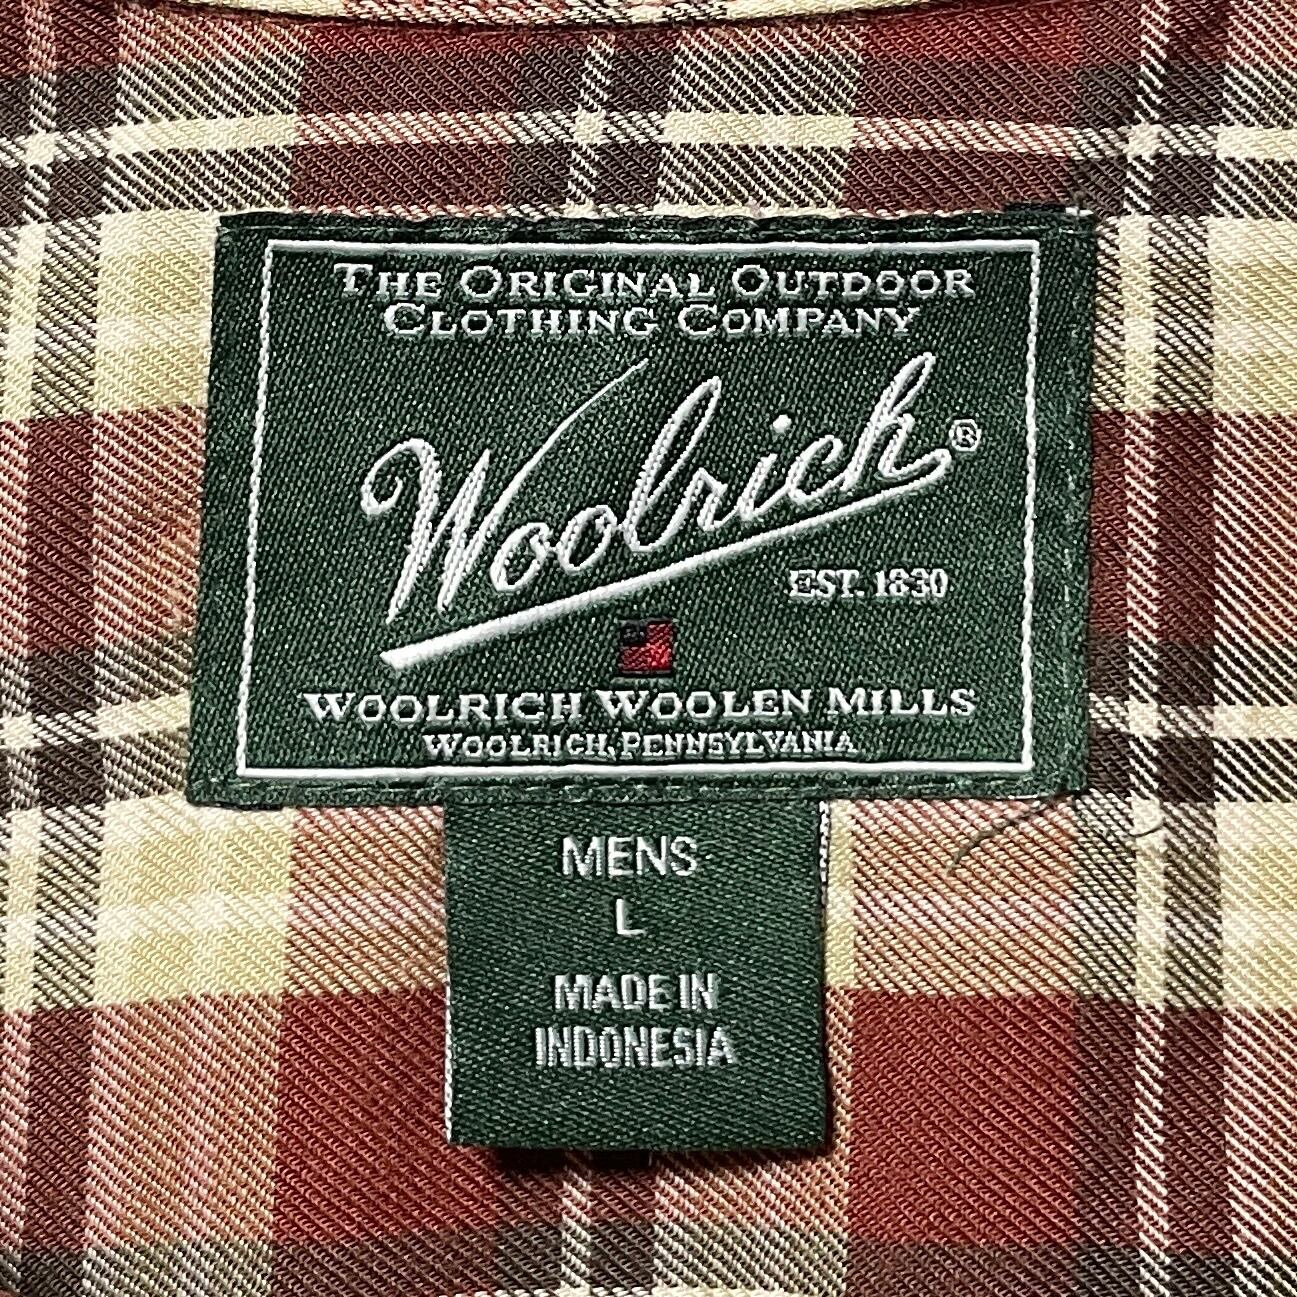 THE ORIGINAL OUTDOOR
CLOTHING COMPANY
Woolrich®
EST. 1830
WOOLRICH WOOLEN MILLS
WOOLRICH, PENNSYLVANIA
MENS
L
MADE IN
INDONESIA